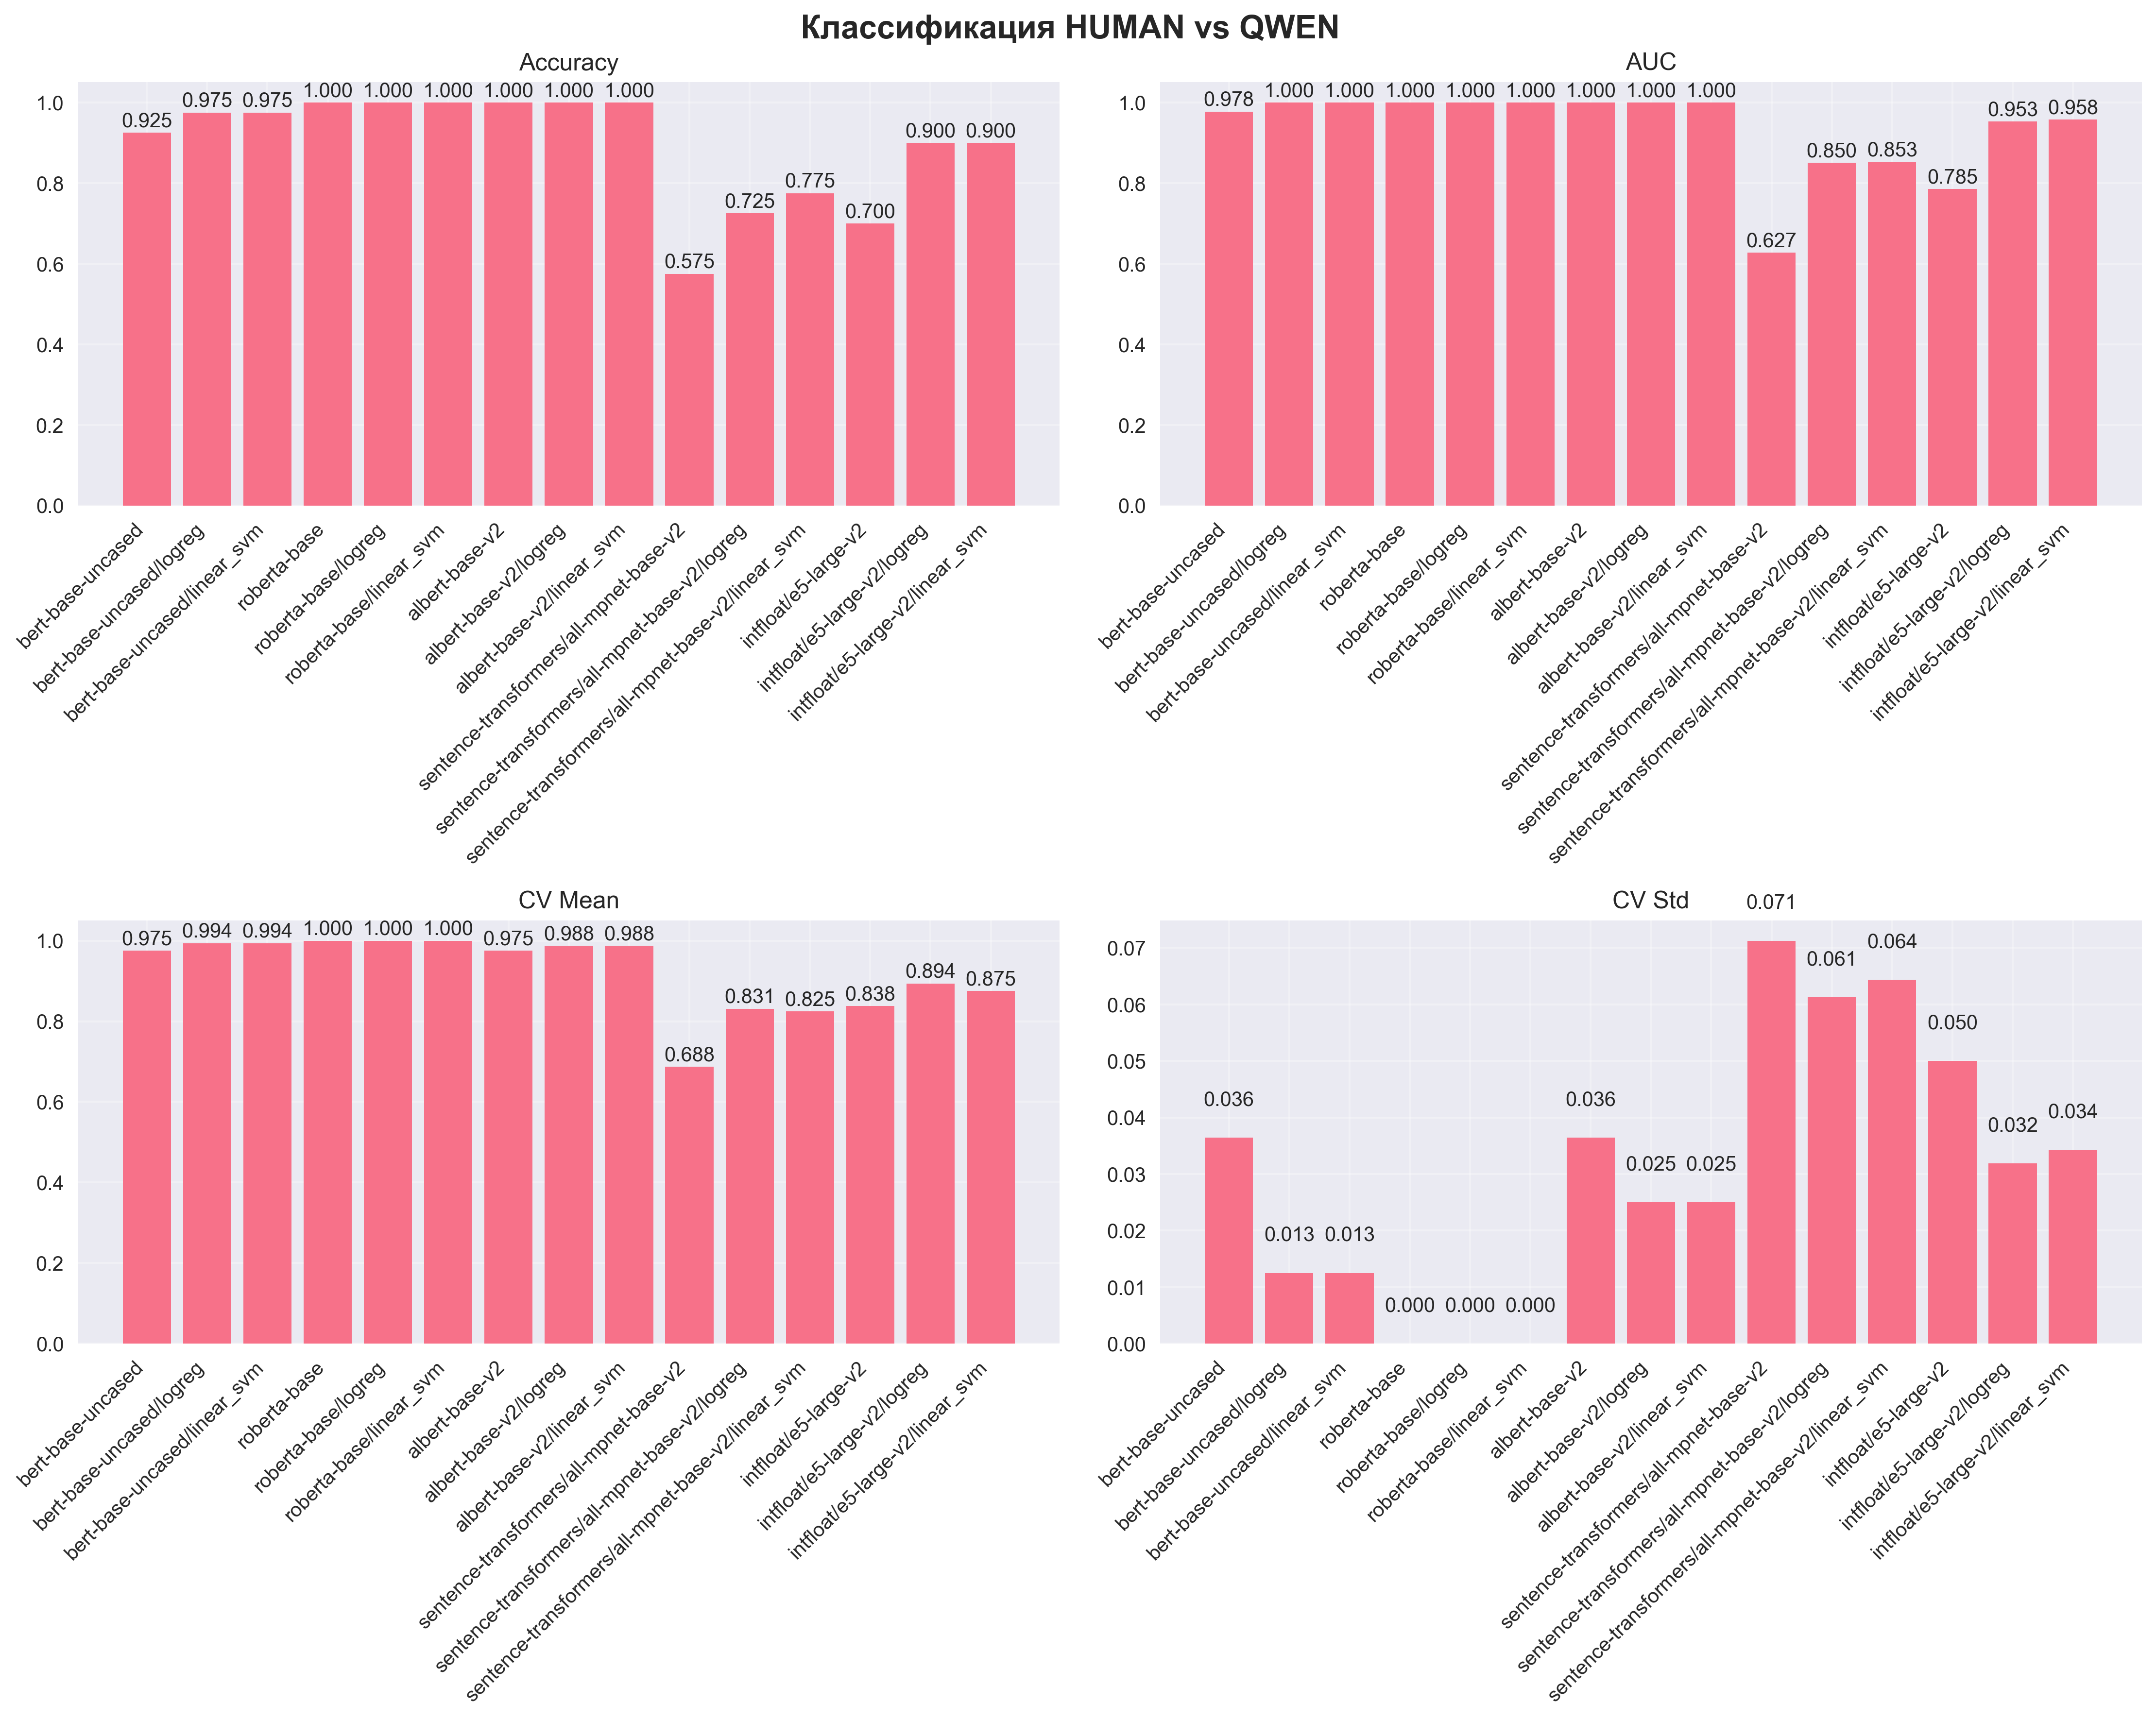 Классификация HUMAN vs QWEN
Accuracy
1.0
0.8
0.6
0.4
0.2
0.0
0.925
0.975
0.975
1.000
1.000
1.000
1.000
1.000
1.000
0.575
0.725
0.775
0.700
0.900
0.900
bert-base-uncased
bert-base-uncased/logreg
bert-base-uncased/linear_svm
roberta-base
roberta-base/logreg
roberta-base/linear_svm
albert-base-v2
albert-base-v2/logreg
albert-base-v2/linear_svm
sentence-transformers/all-mpnet-base-v2
sentence-transformers/all-mpnet-base-v2/logreg
sentence-transformers/all-mpnet-base-v2/linear_svm
intfloat/e5-large-v2
intfloat/e5-large-v2/logreg
intfloat/e5-large-v2/linear_svm
AUC
1.0
0.8
0.6
0.4
0.2
0.0
0.978
1.000
1.000
1.000
1.000
1.000
1.000
1.000
1.000
0.627
0.850
0.853
0.785
0.953
0.958
bert-base-uncased
bert-base-uncased/logreg
bert-base-uncased/linear_svm
roberta-base
roberta-base/logreg
roberta-base/linear_svm
albert-base-v2
albert-base-v2/logreg
albert-base-v2/linear_svm
sentence-transformers/all-mpnet-base-v2
sentence-transformers/all-mpnet-base-v2/logreg
sentence-transformers/all-mpnet-base-v2/linear_svm
intfloat/e5-large-v2
intfloat/e5-large-v2/logreg
intfloat/e5-large-v2/linear_svm
CV Mean
1.0
0.8
0.6
0.4
0.2
0.0
0.975
0.994
0.994
1.000
1.000
1.000
0.975
0.988
0.988
0.688
0.831
0.825
0.838
0.894
0.875
bert-base-uncased
bert-base-uncased/logreg
bert-base-uncased/linear_svm
roberta-base
roberta-base/logreg
roberta-base/linear_svm
albert-base-v2
albert-base-v2/logreg
albert-base-v2/linear_svm
sentence-transformers/all-mpnet-base-v2
sentence-transformers/all-mpnet-base-v2/logreg
sentence-transformers/all-mpnet-base-v2/linear_svm
intfloat/e5-large-v2
intfloat/e5-large-v2/logreg
intfloat/e5-large-v2/linear_svm
CV Std
0.07
0.06
0.05
0.04
0.03
0.02
0.01
0.00
0.036
0.013
0.013
0.000
0.000
0.000
0.036
0.025
0.025
0.071
0.061
0.064
0.050
0.032
0.034
bert-base-uncased
bert-base-uncased/logreg
bert-base-uncased/linear_svm
roberta-base
roberta-base/logreg
roberta-base/linear_svm
albert-base-v2
albert-base-v2/logreg
albert-base-v2/linear_svm
sentence-transformers/all-mpnet-base-v2
sentence-transformers/all-mpnet-base-v2/logreg
sentence-transformers/all-mpnet-base-v2/linear_svm
intfloat/e5-large-v2
intfloat/e5-large-v2/logreg
intfloat/e5-large-v2/linear_svm